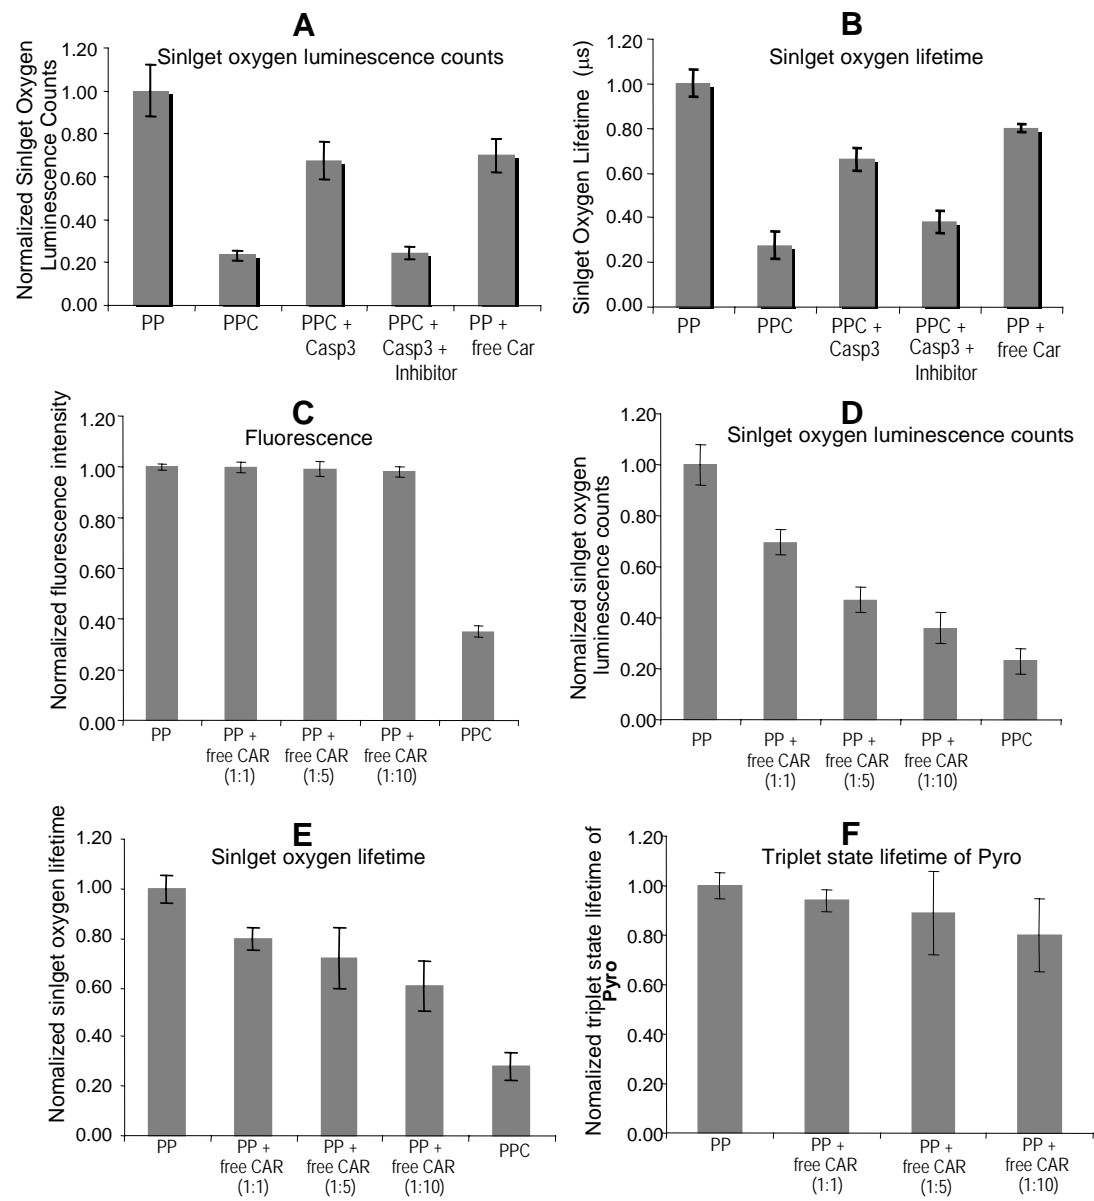 A
Sinlget oxygen luminescence counts
Normalized Sinlget Oxygen
Luminescence Counts
1.20
1.00
0.80
0.60
0.40
0.20
0.00
PP
PPC
PPC +
Casp3
PPC +
Casp3 +
Inhibitor
PP +
free Car
B
Sinlget oxygen lifetime
Sinlget Oxygen Lifetime (μs)
1.20
1.00
0.80
0.60
0.40
0.20
0.00
PP
PPC
PPC +
Casp3
PPC +
Casp3 +
Inhibitor
PP +
free Car
C
Fluorescence
Normalized fluorescence intensity
1.20
1.00
0.80
0.60
0.40
0.20
0.00
PP
PP +
free CAR
(1:1)
PP +
free CAR
(1:5)
PP +
free CAR
(1:10)
PPC
D
Sinlget oxygen luminescence counts
Nomalized sinlget oxygen
luminescence counts
1.20
1.00
0.80
0.60
0.40
0.20
0.00
PP
PP +
free CAR
(1:1)
PP +
free CAR
(1:5)
PP +
free CAR
(1:10)
PPC
E
Sinlget oxygen lifetime
Nomalized sinlget oxygen lifetime
1.20
1.00
0.80
0.60
0.40
0.20
0.00
PP
PP +
free CAR
(1:1)
PP +
free CAR
(1:5)
PP +
free CAR
(1:10)
PPC
F
Triplet state lifetime of Pyro
Nomalized triplet state lifetime of
Pyro
1.20
1.00
0.80
0.60
0.40
0.20
0.00
PP
PP +
free CAR
(1:1)
PP +
free CAR
(1:5)
PP +
free CAR
(1:10)